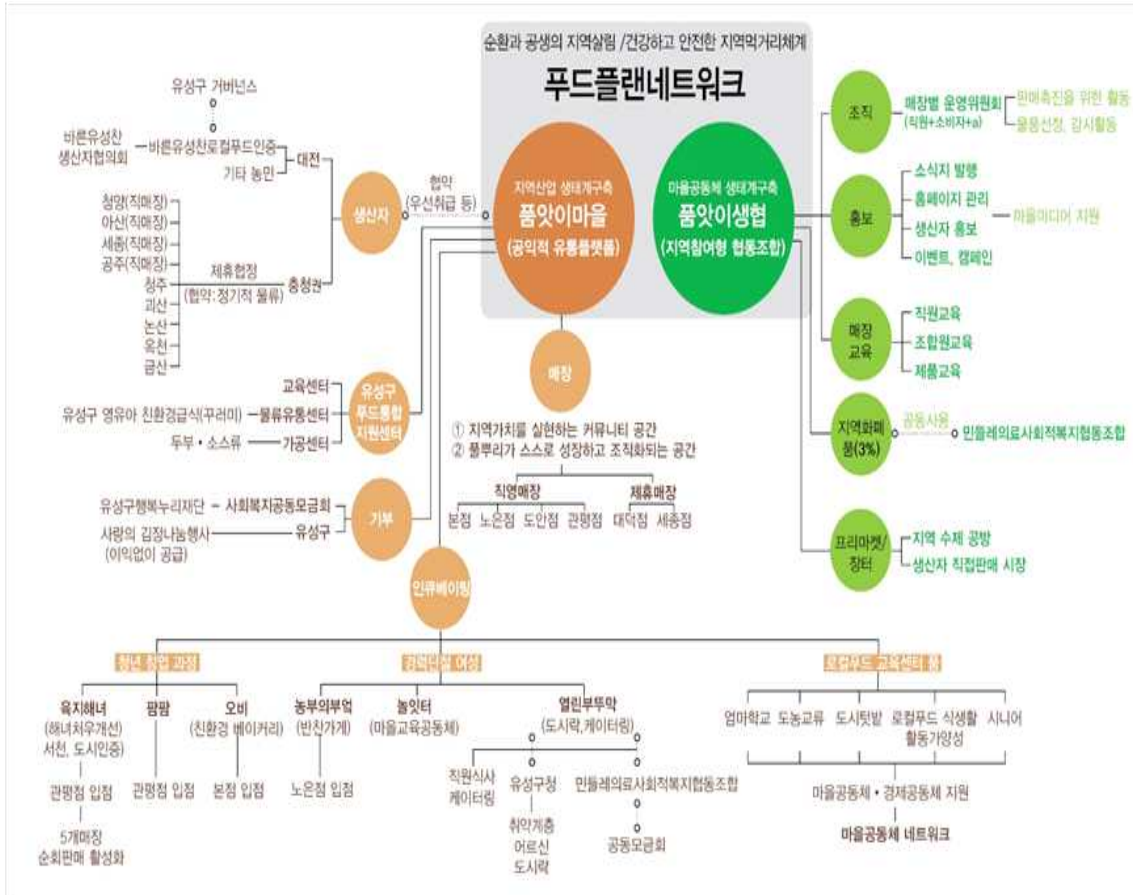 순환과 공생의 지역살림 /건강하고 안전한 지역먹거리체계
푸드플랜네트워크
지역산업 생태계구축
품앗이마을
(공익적 유통플랫폼)
마을공동체 생태계구축
품앗이생협
(지역참여형 협동조합)
유성구 거버넌스
바른유성찬
생산자협의회
바른유성찬로컬푸드인증
기타 농민
대전
생산자
협약
(우선취급 등)
청양(직매장)
아산(직매장)
세종(직매장)
공주(직매장)
청주
괴산
논산
옥천
금산
제휴협정
(협약:정기적 물류)
충청권
교육센터
유성구 영유아 친환경급식(꾸러미)
물류유통센터
두부・소스류
가공센터
유성구
푸드통합
지원센터
유성구행복누리재단
사회복지공동모금회
사랑의 김장나눔행사
(이익없이 공급)
유성구
기부
매장
① 지역가치를 실현하는 커뮤니티 공간
② 풀뿌리가 스스로 성장하고 조직화되는 공간
직영매장
본점 노은점 도안점 관평점
제휴매장
대덕점 세종점
조직
매장별 운영위원회
(직원+소비자+a)
판매촉진을 위한 활동
물품선정, 감시활동
홍보
소식지 발행
홈페이지 관리
생산자 홍보
이벤트, 캠페인
마을미디어 지원
매장
교육
직원교육
조합원교육
제품교육
지역화폐
품(3%)
공동사용
민들레의료사회적복지협동조합
프리마켓/
장터
지역 수제 공방
생산자 직접판매 시장
인큐베이팅
청년 창업 과정
육지해녀
(해녀처우개선)
서천, 도시인증)
관평점 입점
5개매장
순회판매 활성화
팜팜
관평점 입점
오비
(친환경 베이커리)
본점 입점
경력단절 여성
농부의부업
(반찬가게)
노은점 입점
놀잇터
(마을교육공동체)
열린부뚜막
(도시락,케이터링)
직원식사
케이터링
유성구청
취약계층
어르신
도시락
민들레의료사회적복지협동조합
공동모금회
로컬푸드 교육센터 품
엄마학교 도농교류 도시텃밭 로컬푸드 식생활
활동가양성
시니어
마을공동체・경제공동체 지원
마을공동체 네트워크